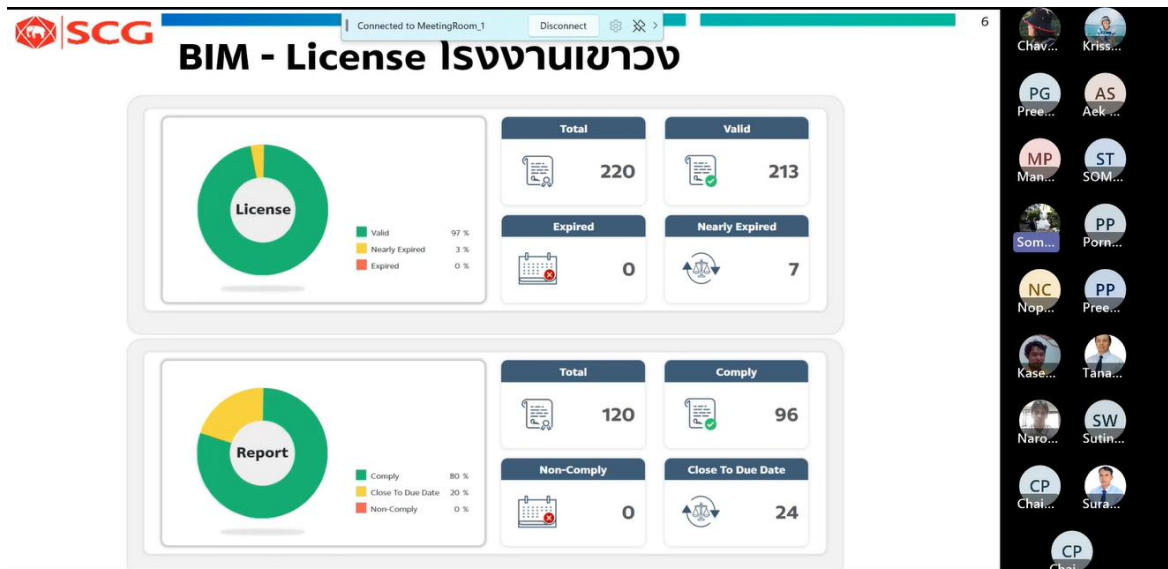 SCG
Connected to MeetingRoom_1
Disconnect
6
BIM - License โรงงานเขาวง
License
Valid 97 %
Nearly Expired 3 %
Expired 0 %
Total
220
Valid
213
Expired
0
Nearly Expired
7
Report
Comply 80 %
Close To Due Date 20 %
Non-Comply 0 %
Total
120
Comply
96
Non-Comply
0
Close To Due Date
24
Chav...
Kriss...
PG
Pree...
AS
Aek ...
MP
Man...
ST
SOM...
Som...
PP
Porn...
NC
Nop...
PP
Pree...
Kase...
Tana...
Naro...
SW
Sutin...
CP
Chai...
Sura...
CP
Chai...